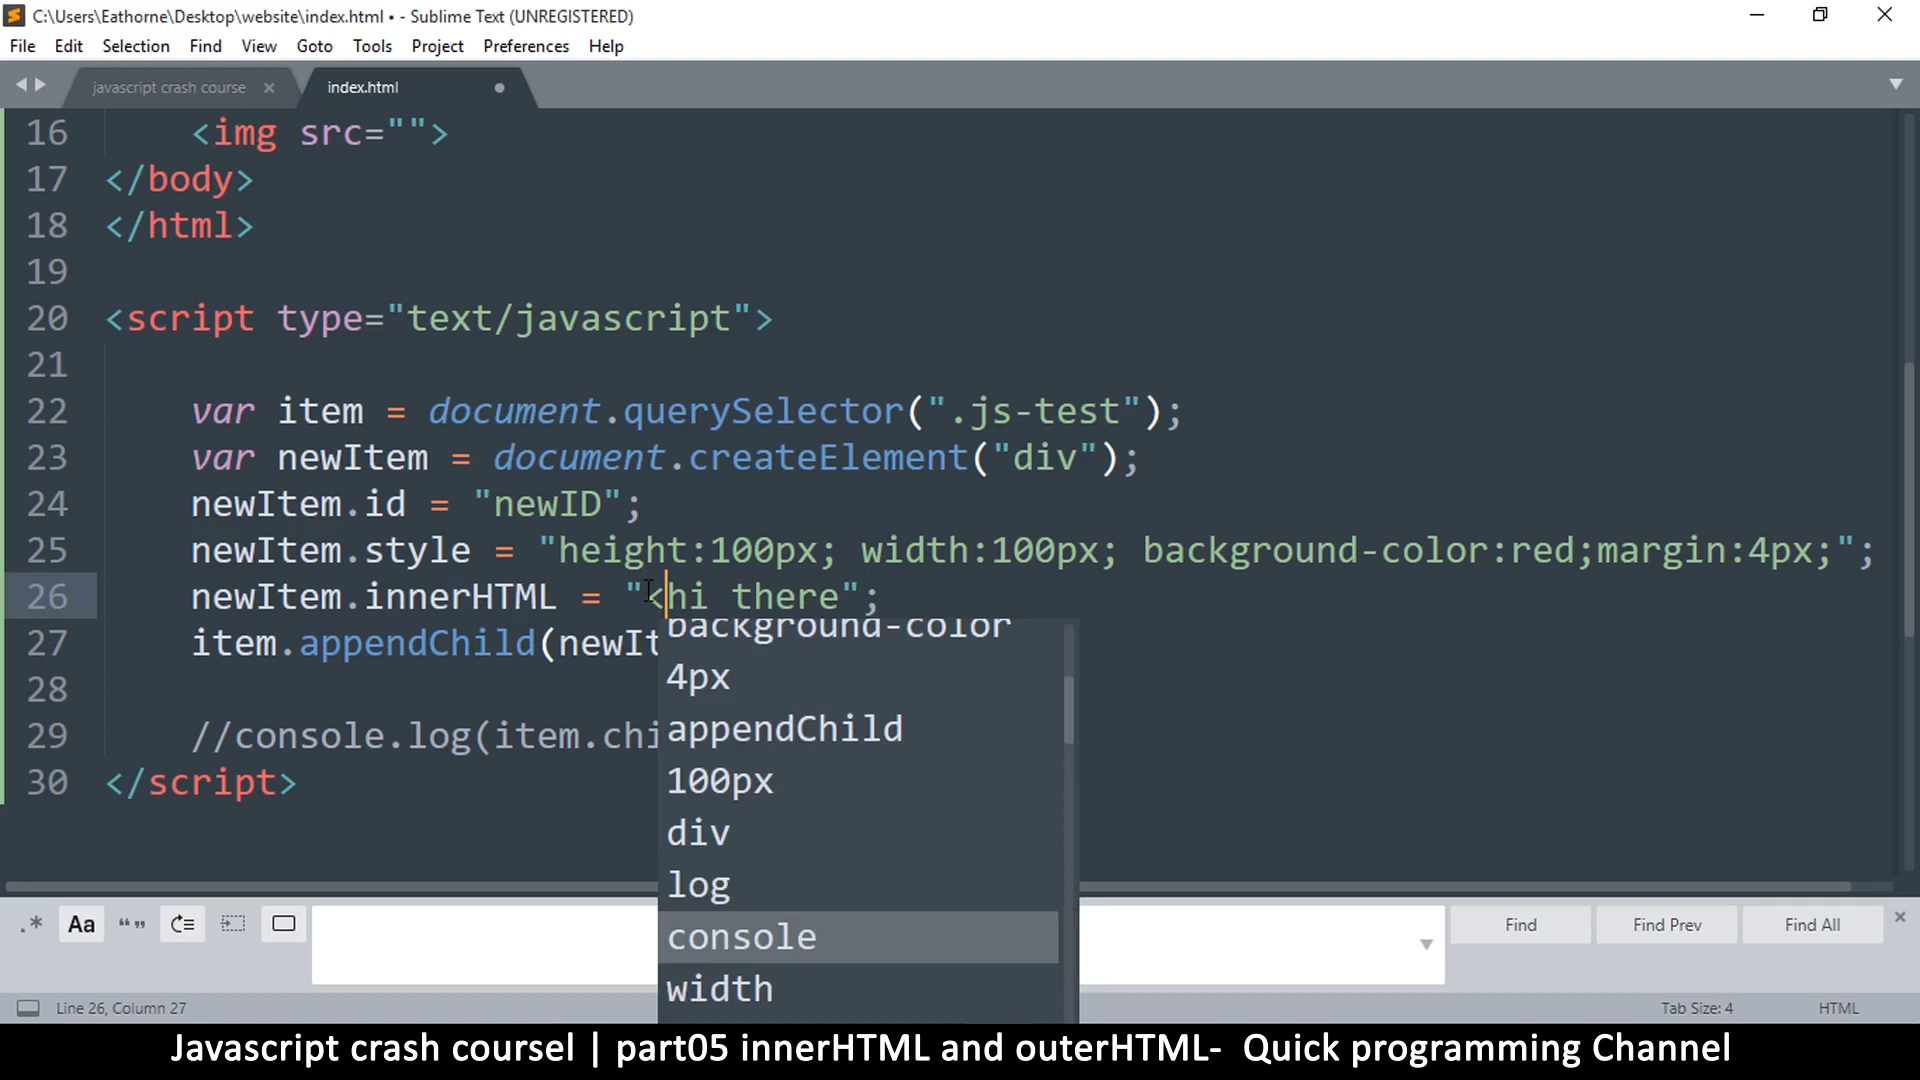 C:\Users\Eathorne\Desktop\website\index.html • - Sublime Text (UNREGISTERED)
File Edit Selection Find View Goto Tools Project Preferences Help
javascript crash course index.html
16 <img src="">
17 </body>
18 </html>
19
20 <script type="text/javascript">
21
22 var item = document.querySelector(".js-test");
23 var newItem = document.createElement("div");
24 newItem.id = "newID";
25 newItem.style = "height:100px; width:100px; background-color:red;margin:4px;";
26 newItem.innerHTML = "<hi there";
27 item.appendChild(newIt
28
29 //console.log(item.chi
30 </script>
background-color
4px
appendChild
100px
div
log
console
width
.* Aa “” Find Find Prev Find All
Line 26, Column 27 Tab Size: 4 HTML
Javascript crash coursel | part05 innerHTML and outerHTML- Quick programming Channel